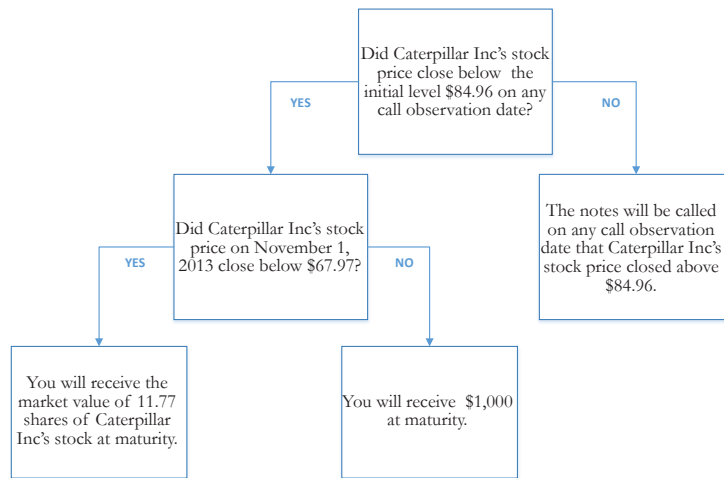 Did Caterpillar Inc's stock
price close below the
initial level $84.96 on any
call observation date?
YES
NO
Did Caterpillar Inc's stock
price on November 1,
2013 close below $67.97?
The notes will be called
on any call observation
date that Caterpillar Inc's
stock price closed above
$84.96.
YES
NO
You will receive the
market value of 11.77
shares of Caterpillar
Inc's stock at maturity.
You will receive $1,000
at maturity.